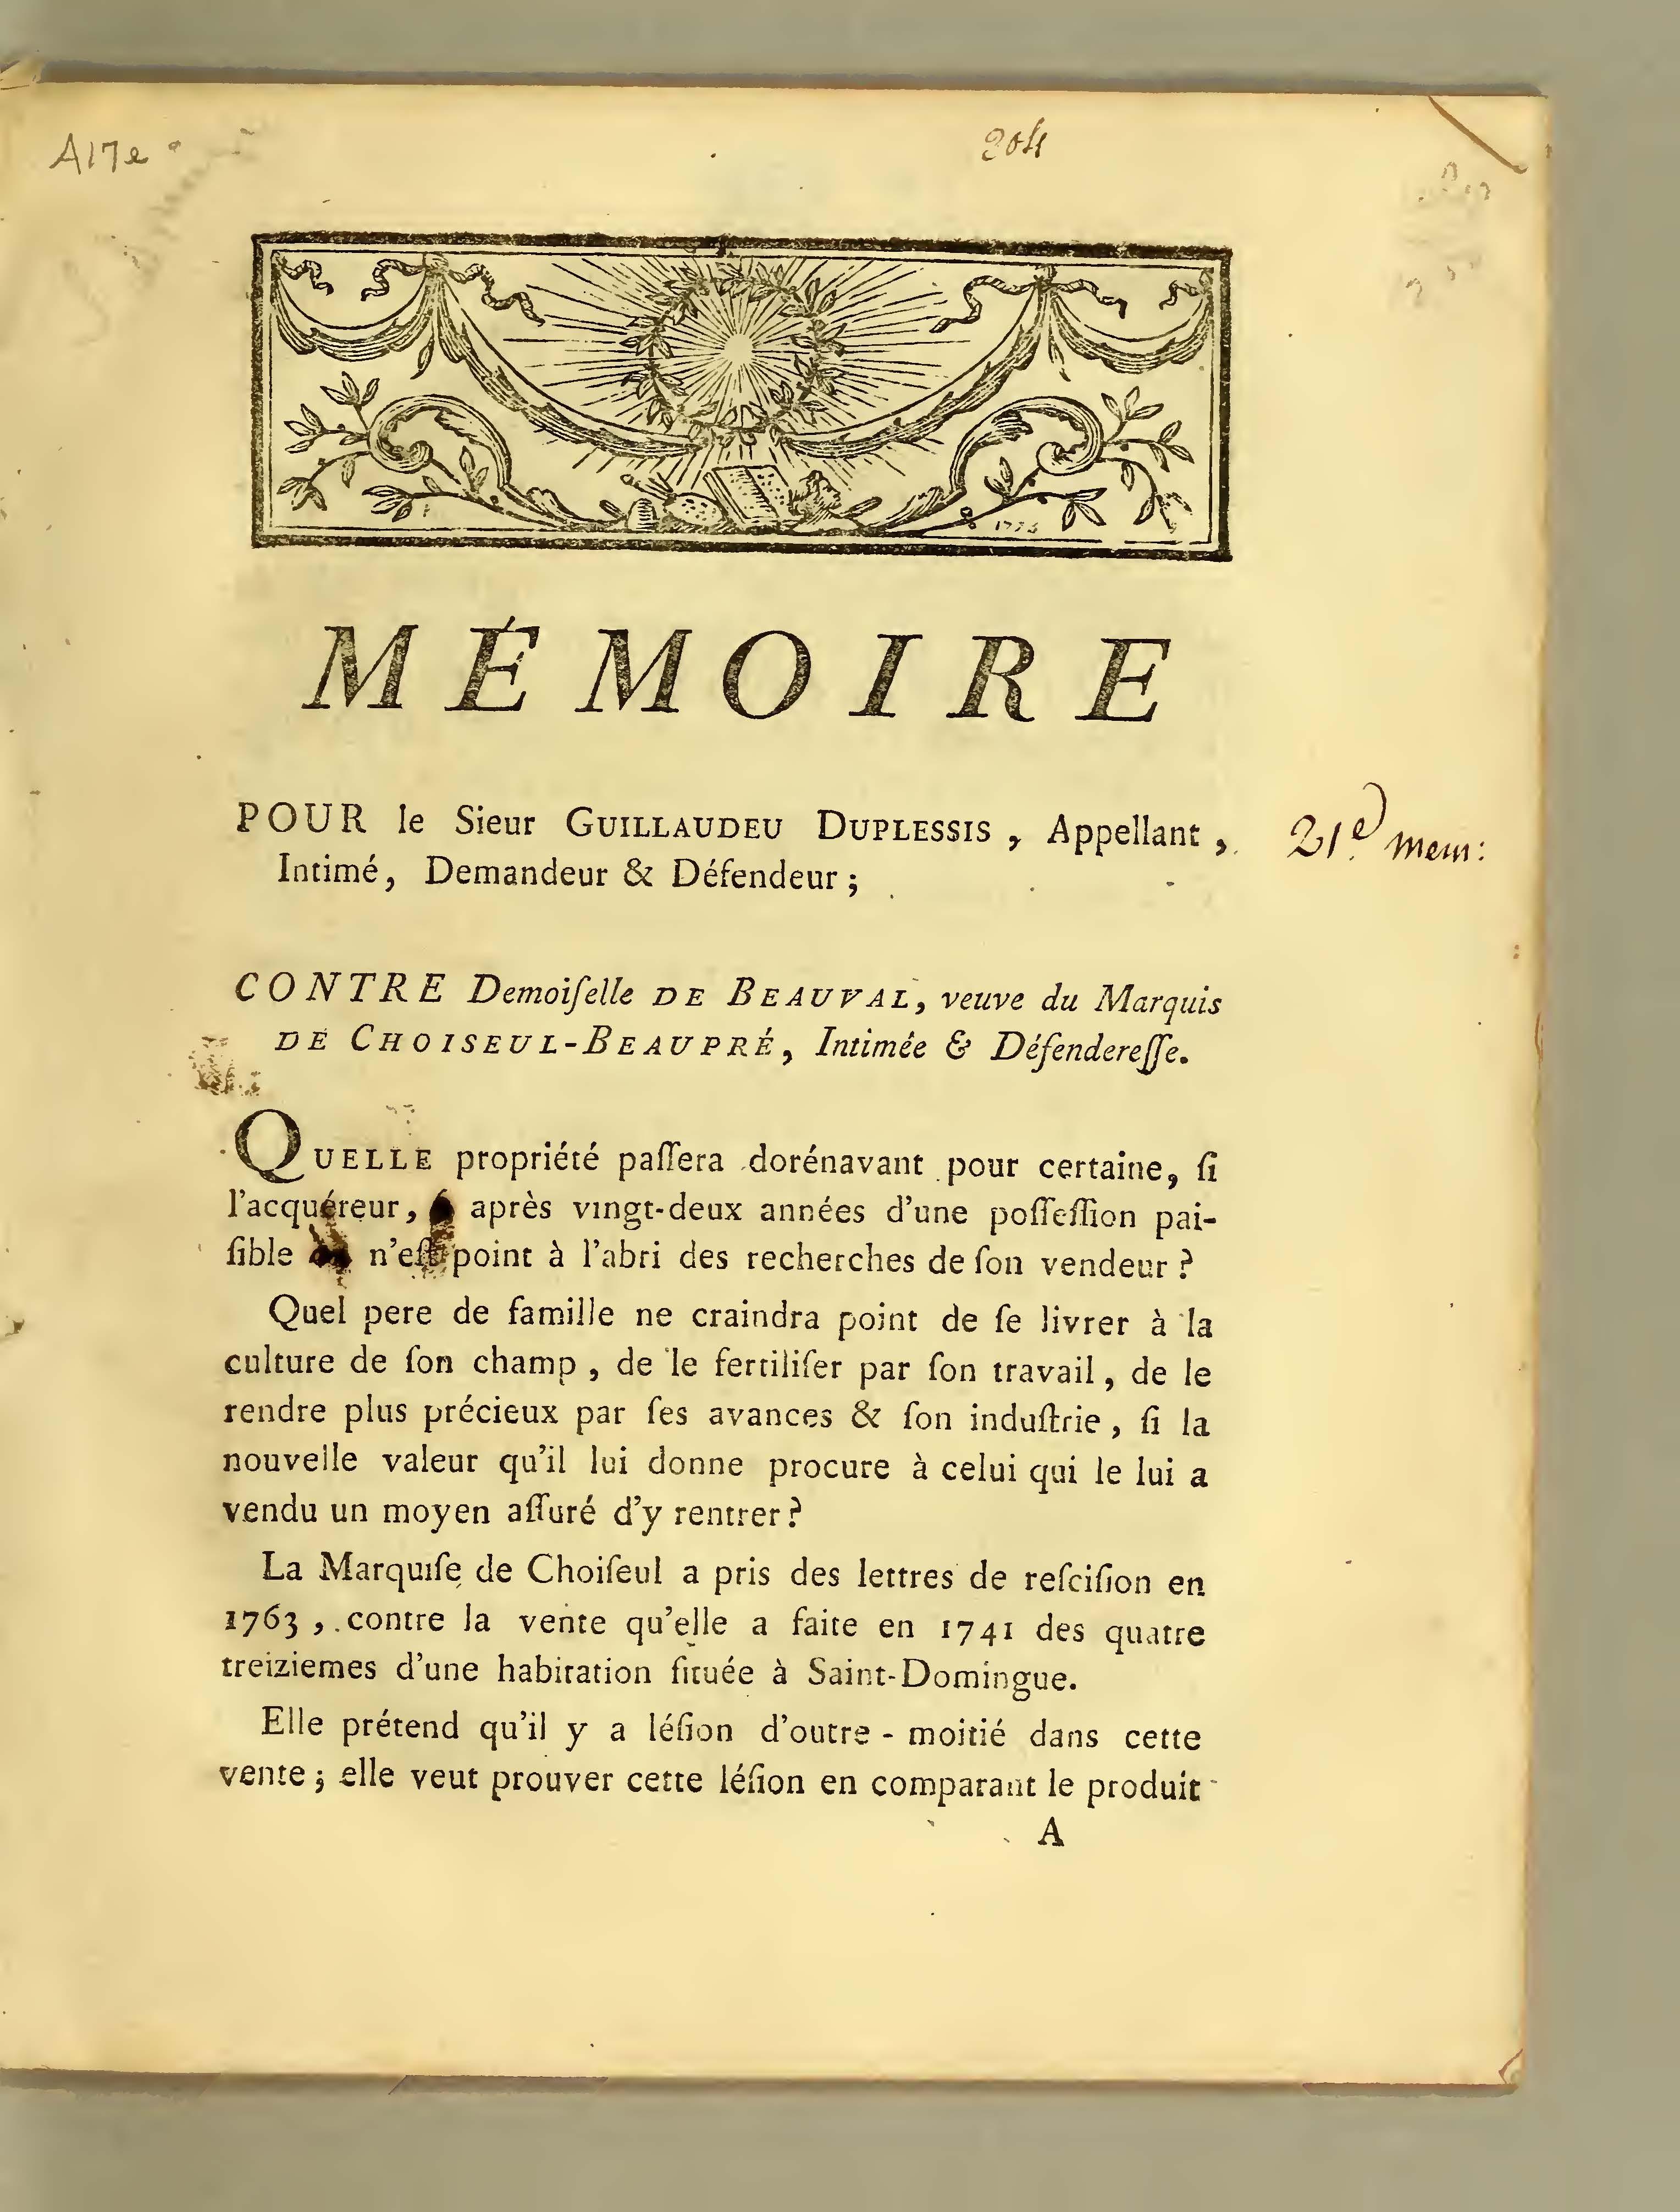 A17e
204
MÉMOIRE
POUR le Sieur GUILLAUDEU DUPLESSIS, Appellant,
21e. mem:
Intimé, Demandeur & Défendeur ;
CONTRE Demoiſelle DE BEAUVAL, veuve du Marquis
DE CHOISEUL-BEAUPRÉ, Intimée & Défendereſſe.
QUELLE propriété paſſera dorénavant pour certaine, ſi
l'acquéreur, après vingt-deux années d'une poſſeſſion pai-
ſible n'eſt point à l'abri des recherches de ſon vendeur ?
Quel pere de famille ne craindra point de ſe livrer à la
culture de ſon champ, de le fertiliſer par ſon travail, de le
rendre plus précieux par ſes avances & ſon induſtrie, ſi la
nouvelle valeur qu'il lui donne procure à celui qui le lui a
vendu un moyen aſſuré d'y rentrer ?
La Marquiſe de Choiſeul a pris des lettres de reſciſion en
1763, contre la vente qu'elle a faite en 1741 des quatre
treiziemes d'une habitation ſituée à Saint-Domingue.
Elle prétend qu'il y a léſion d'outre-moitié dans cette
vente ; elle veut prouver cette léſion en comparant le produit
A